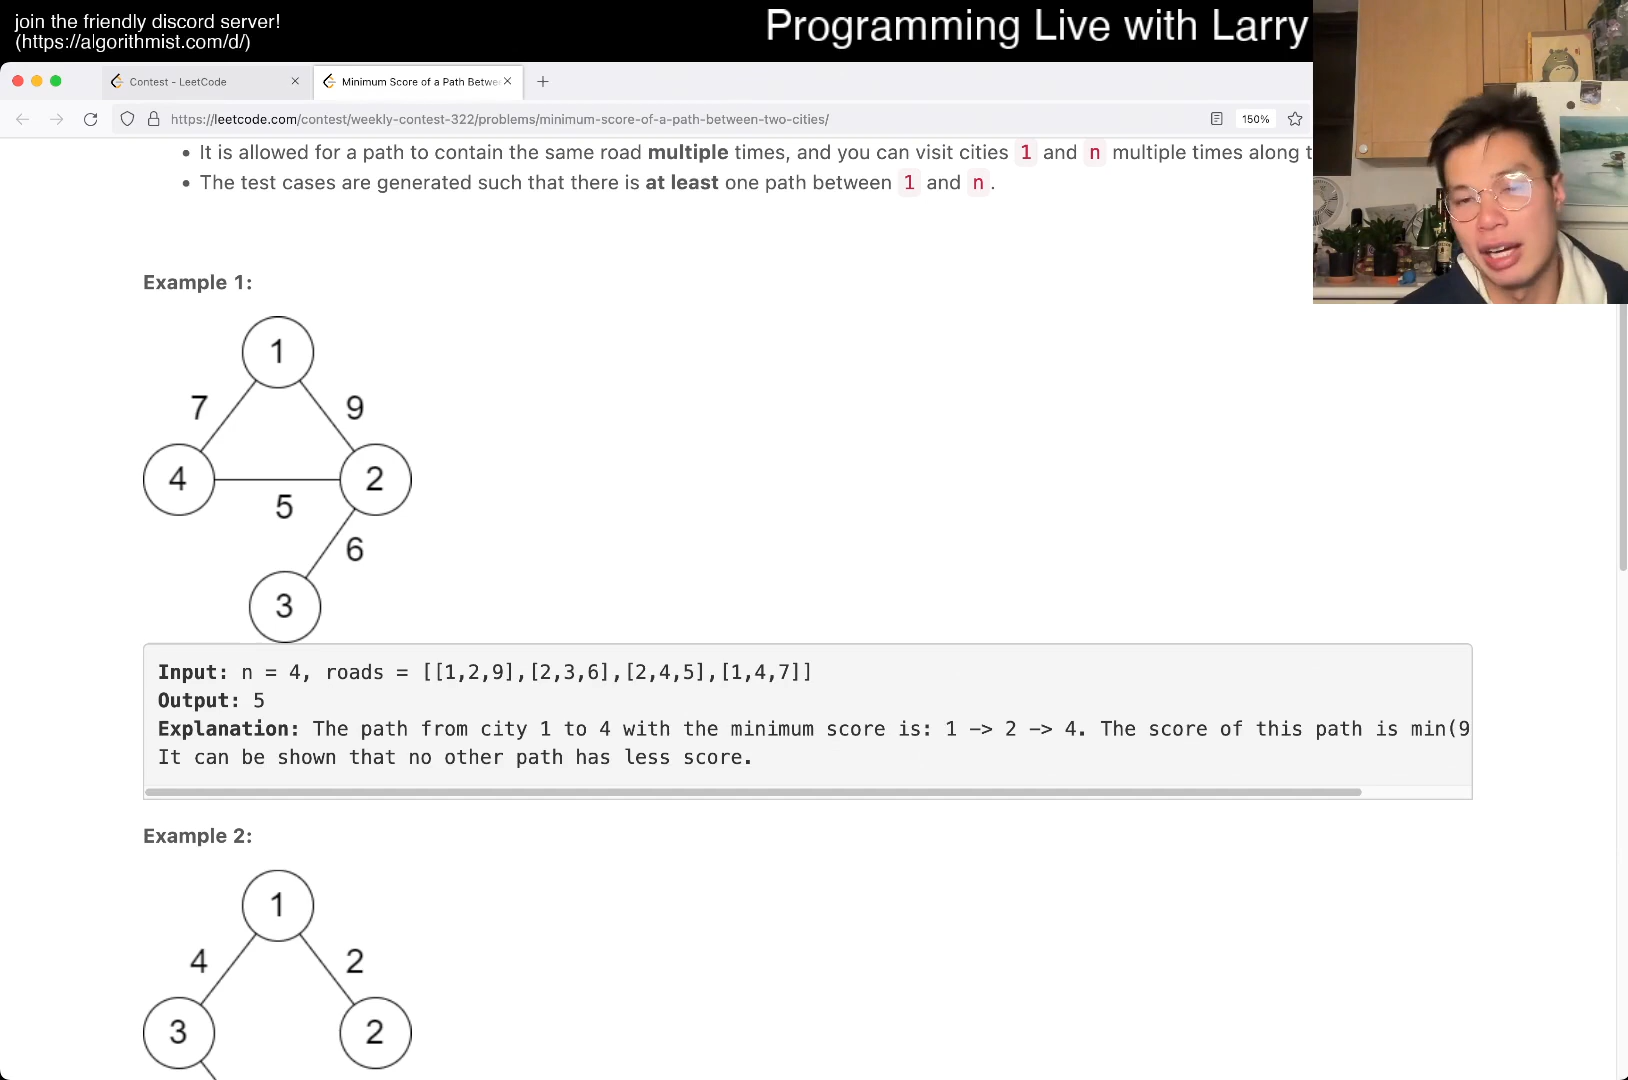 join the friendly discord server!
(https://algorithmist.com/d/)
Programming Live with Larry
Contest - LeetCode
Minimum Score of a Path Betwe
https://leetcode.com/contest/weekly-contest-322/problems/minimum-score-of-a-path-between-two-cities/
150%
• It is allowed for a path to contain the same road multiple times, and you can visit cities 1 and n multiple times along t
• The test cases are generated such that there is at least one path between 1 and n.
Example 1:
1
7 9
4 2
5
6
3
Input: n = 4, roads = [[1,2,9],[2,3,6],[2,4,5],[1,4,7]]
Output: 5
Explanation: The path from city 1 to 4 with the minimum score is: 1 -> 2 -> 4. The score of this path is min(9
It can be shown that no other path has less score.
Example 2:
1
4 2
3 2